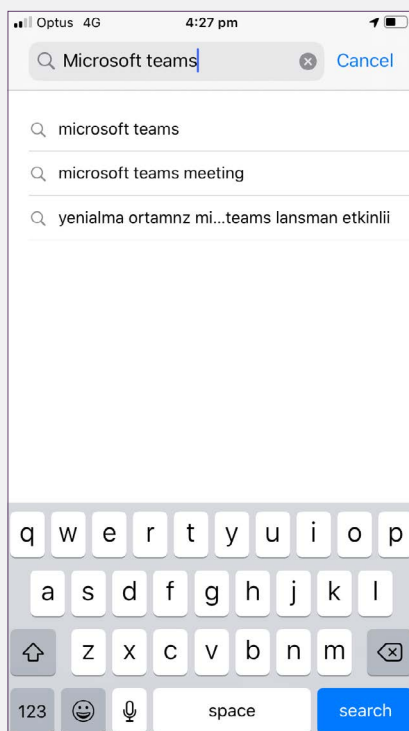 Optus 4G 4:27 pm
Microsoft teams Cancel
microsoft teams
microsoft teams meeting
yenialma ortamnz mi...teams lansman etkinlii
q w e r t y u i o p
a s d f g h j k l
z x c v b n m
123 space search